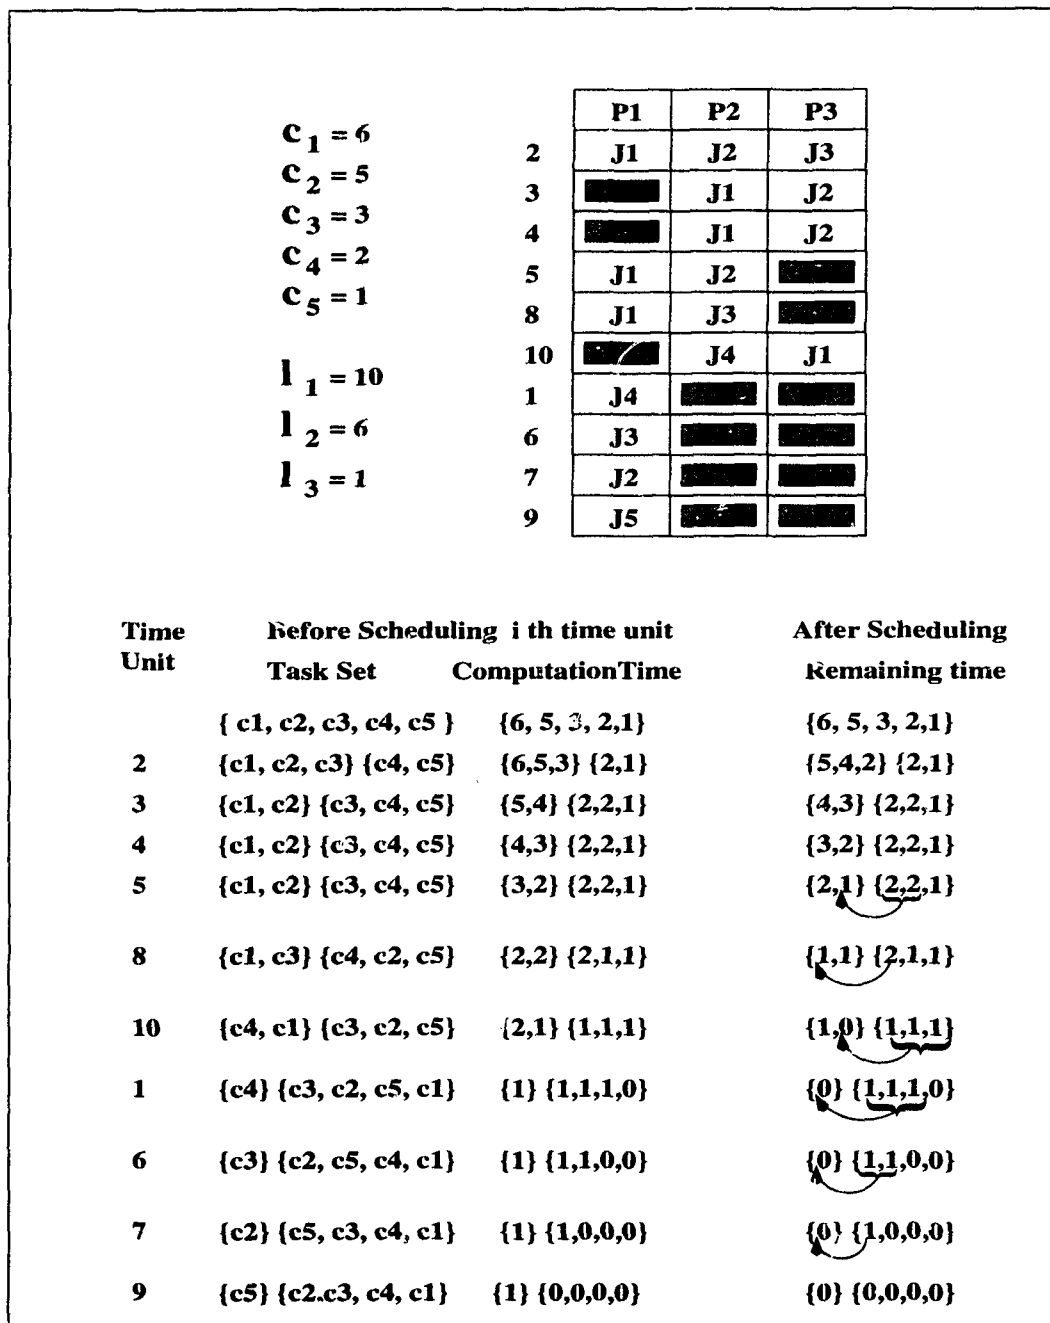 c 1 = 6
c 2 = 5
c 3 = 3
c 4 = 2
c 5 = 1
l 1 = 10
l 2 = 6
l 3 = 1
P1 P2 P3
2 J1 J2 J3
3 J1 J2
4 J1 J2
5 J1 J2
8 J1 J3
10 J4 J1
1 J4
6 J3
7 J2
9 J5
Time Unit Before Scheduling i th time unit After Scheduling
Task Set ComputationTime Remaining time
{ c1, c2, c3, c4, c5 } {6, 5, 3, 2,1} {6, 5, 3, 2,1}
2 {c1, c2, c3} {c4, c5} {6,5,3} {2,1} {5,4,2} {2,1}
3 {c1, c2} {c3, c4, c5} {5,4} {2,2,1} {4,3} {2,2,1}
4 {c1, c2} {c3, c4, c5} {4,3} {2,2,1} {3,2} {2,2,1}
5 {c1, c2} {c3, c4, c5} {3,2} {2,2,1} {2,1} {2,2,1}
8 {c1, c3} {c4, c2, c5} {2,2} {2,1,1} {1,1} {2,1,1}
10 {c4, c1} {c3, c2, c5} {2,1} {1,1,1} {1,0} {1,1,1}
1 {c4} {c3, c2, c5, c1} {1} {1,1,1,0} {0} {1,1,1,0}
6 {c3} {c2, c5, c4, c1} {1} {1,1,0,0} {0} {1,1,0,0}
7 {c2} {c5, c3, c4, c1} {1} {1,0,0,0} {0} {1,0,0,0}
9 {c5} {c2.c3, c4, c1} {1} {0,0,0,0} {0} {0,0,0,0}